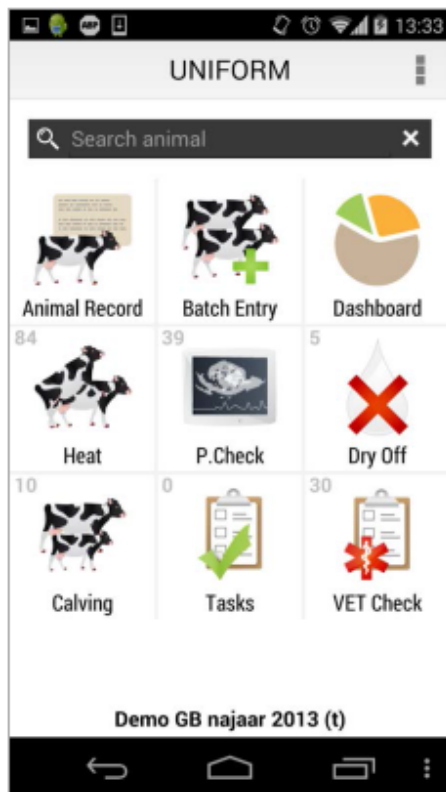 ABP
13:33
UNIFORM
Search animal
Animal Record
Batch Entry
Dashboard
84
39
5
Heat
P.Check
Dry Off
10
0
30
Calving
Tasks
VET Check
Demo GB najaar 2013 (t)